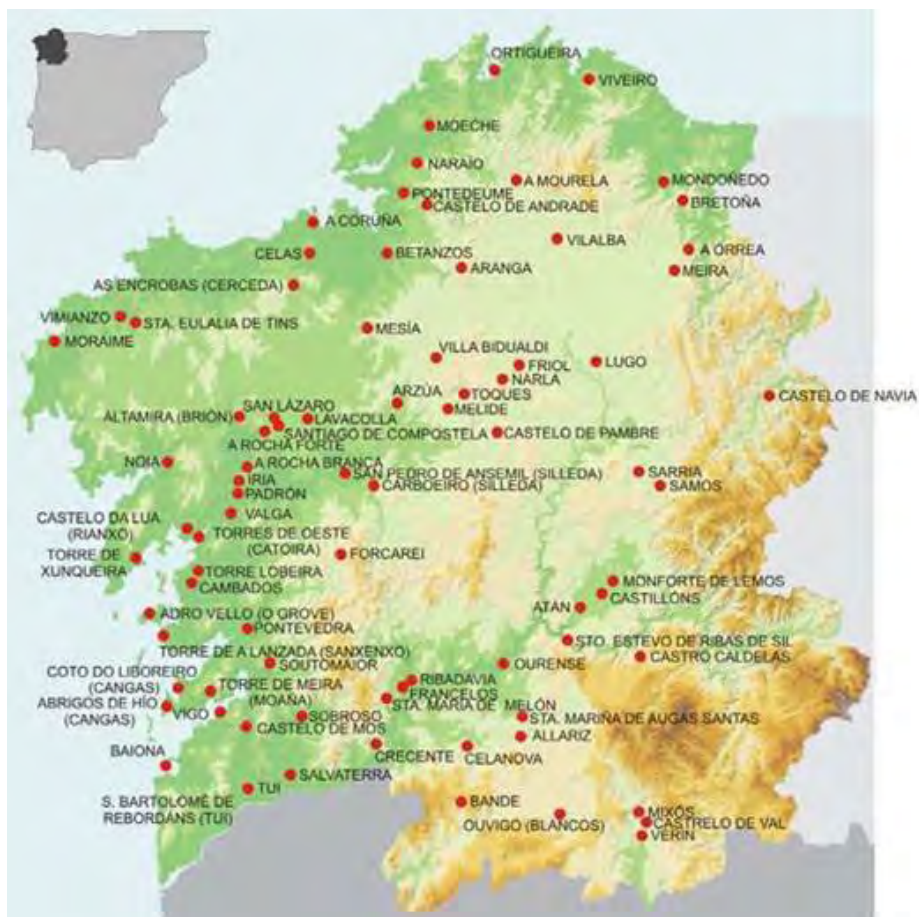 ORTIGUEIRA
VIVEIRO
MOECHE
NARAÍO
A MOURELA
MONDOÑEDO
PONTEDEUME
BRETOÑA
CASTELO DE ANDRADE
A CORUÑA
VILALBA
CELAS
BETANZOS
A ORREA
ARANGA
MEIRA
AS ENCROBAS (CERCEDA)
VIMIANZO
STA. EULALIA DE TINS
MESÍA
MORAIME
VILLA BIDUALDI
LUGO
FRIOL
NARLA
ARZÚA
TOQUES
CASTELO DE NAVIA
SAN LÁZARO
MELIDE
ALTAMIRA (BRIÓN)
LAVACOLLA
SANTIAGO DE COMPOSTELA
CASTELO DE PAMBRE
A ROCHA FORTE
NOIA
A ROCHA BRANCA
SAN PEDRO DE ANSEMIL (SILLEDA)
SARRIA
IRIA
CARBOEIRO (SILLEDA)
SAMOS
PADRÓN
VALGA
CASTELO DA LUA
(RIANXO)
TORRES DE OESTE
(CATOIRA)
TORRE DE
XUNQUEIRA
FORCAREI
TORRE LOBEIRA
MONFORTE DE LEMOS
CAMBADOS
CASTILLÓNS
ATÁN
ADRO VELLO (O GROVE)
PONTEVEDRA
STO. ESTEVO DE RIBAS DE SIL
TORRE DE A LANZADA (SANXENXO)
CASTRO CALDELAS
SOUTOMAIOR
OURENSE
COTO DO LIBOREIRO
(CANGAS)
RIBADAVIA
TORRE DE MEIRA
(MOAÑA)
FRANCELOS
ABRIGOS DE HÍO
(CANGAS)
STA. MARÍA DE MELÓN
VIGO
SOBROSO
STA. MARIÑA DE AUGAS SANTAS
CASTELO DE MOS
ALLARIZ
CRECENTE
CELANOVA
BAIONA
SALVATERRA
TUI
S. BARTOLOMÉ DE
REBORDÁNS (TUI)
BANDE
MIXÓS
OUVIGO (BLANCOS)
CASTRELO DE VAL
VERÍN